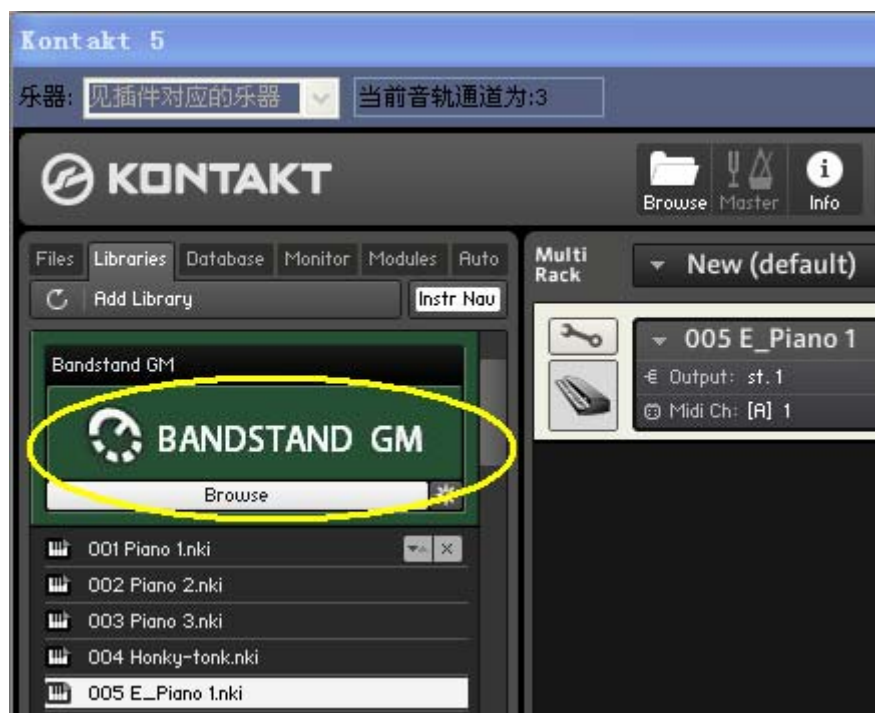 Kontakt 5
乐器: 见插件对应的乐器 当前音轨通道为:3
KONTAKT
Browse Master Info
Files Libraries Database Monitor Modules Auto
Add Library Instr Nav
Multi Rack
New (default)
Bandstand GM
BANDSTAND GM
Browse
001 Piano 1.nki
002 Piano 2.nki
003 Piano 3.nki
004 Honky-tonk.nki
005 E_Piano 1.nki
005 E_Piano 1
Output: st.1
Midi Ch: [A] 1